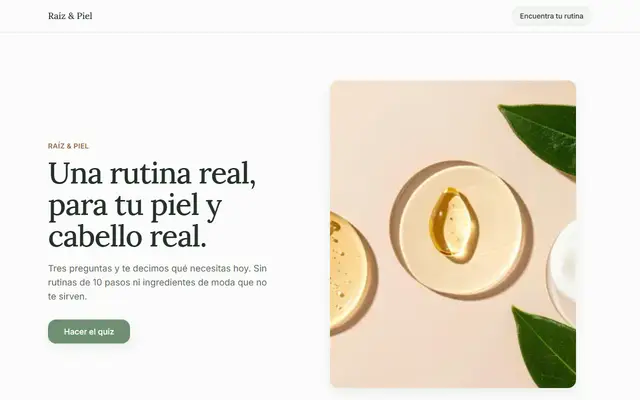 Raíz & Piel
Encuentra tu rutina
RAÍZ & PIEL
Una rutina real,
para tu piel y
cabello real.
Tres preguntas y te decimos qué necesitas hoy. Sin
rutinas de 10 pasos ni ingredientes de moda que no
te sirven.
Hacer el quiz